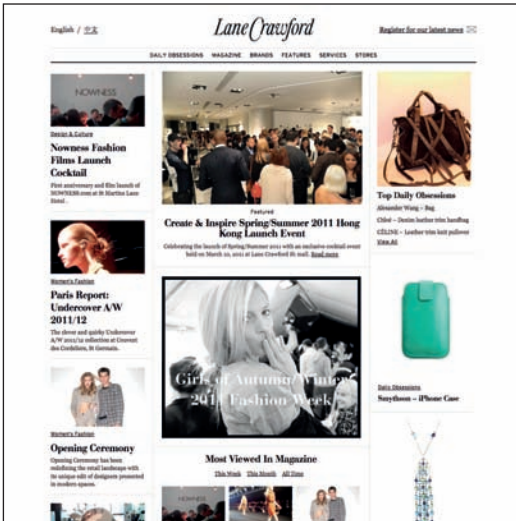 English / 中文
Lane Crawford
Register for our latest news
DAILY OBSESSIONS MAGAZINE BRANDS FEATURES SERVICES STORES
NOWNESS
Design & Culture
Nowness Fashion
Films Launch
Cocktail
First anniversary and film launch of
NOWNESS.com at St Martins Lane
Hotel.
Women's Fashion
Paris Report:
Undercover A/W
2011/12
The clever and quirky Undercover
A/W 2011/12 collection at Couvent
des Cordeliers, St Germain.
Women's Fashion
Opening Ceremony
Opening Ceremony has been
redefining the retail landscape with
its unique edit of designers presented
in modern spaces.
Featured
Create & Inspire Spring/Summer 2011 Hong
Kong Launch Event
Celebrating the launch of Spring/Summer 2011 with an exclusive cocktail event
held on March 10, 2011 at Lane Crawford ifc mall. Read more
Girls of Autumn/Winter
2011 Fashion Week
Most Viewed In Magazine
This Week This Month All Time
NOWNESS
Top Daily Obsessions
Alexander Wang – Bag
Chloé – Denim leather trim handbag
CÉLINE – Leather trim knit pullover
View All
Daily Obsessions
Smythson – iPhone Case